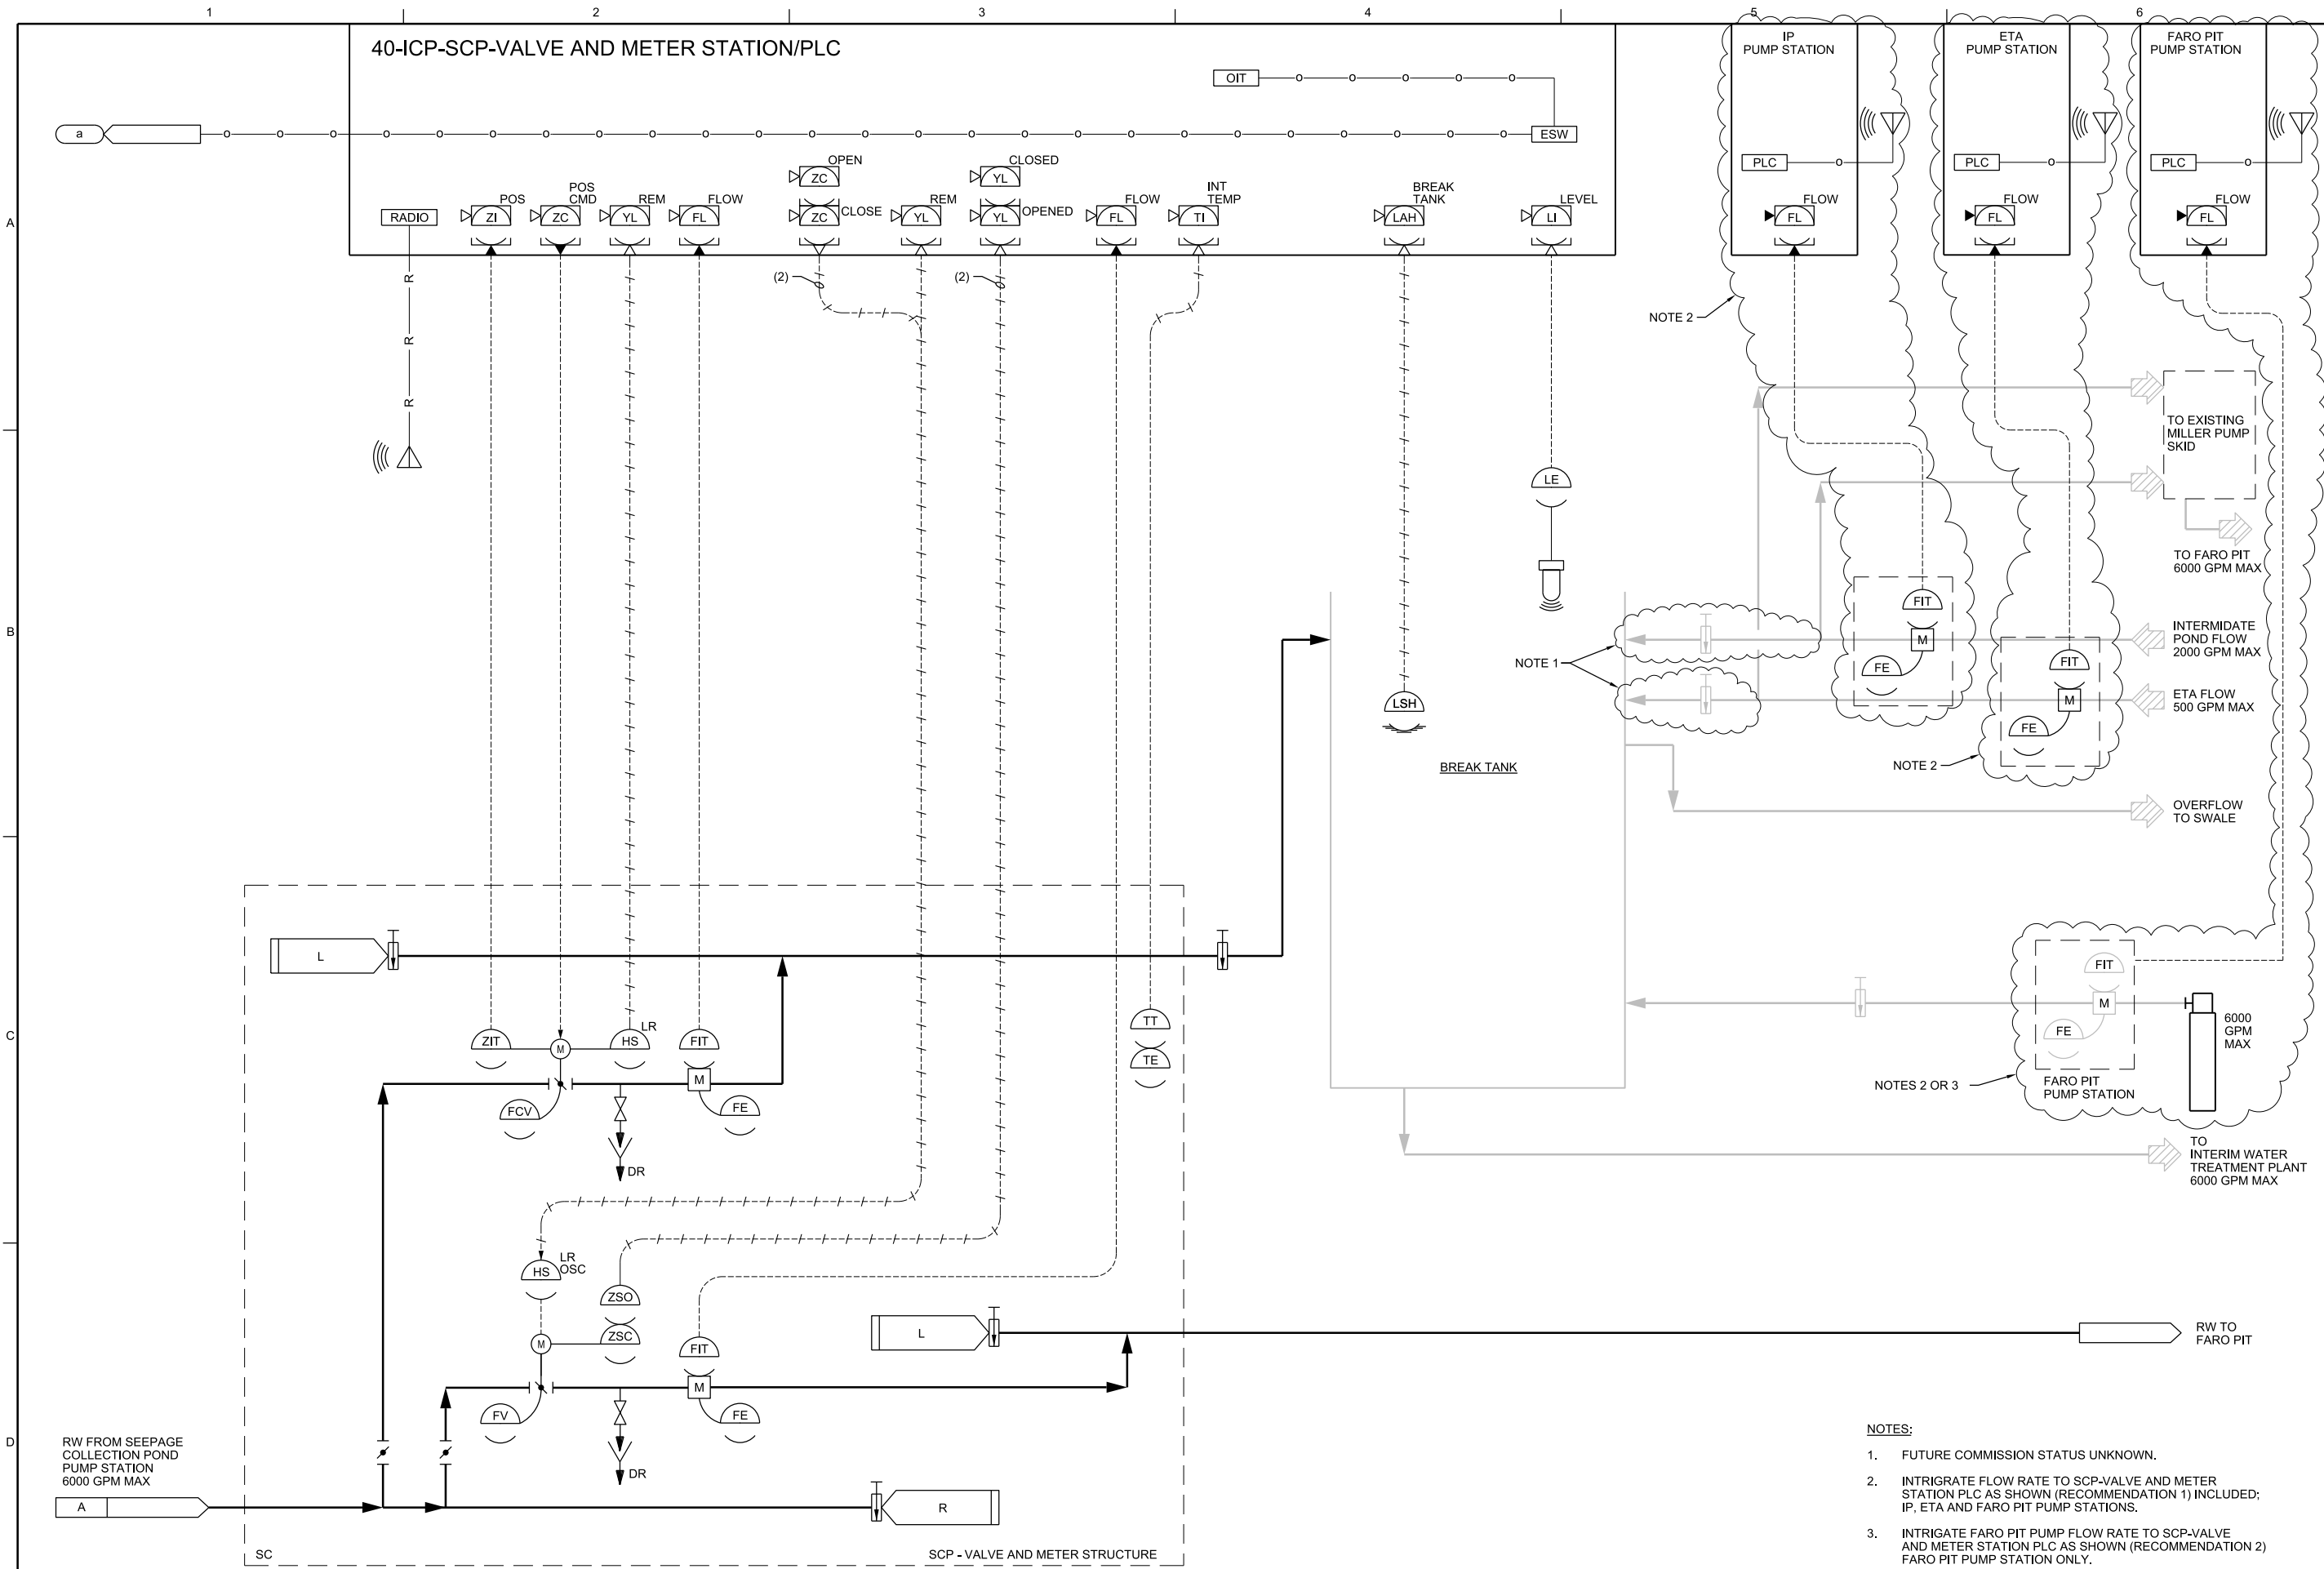 1
2
3
4
5
6
40-ICP-SCP-VALVE AND METER STATION/PLC
IP
PUMP STATION
ETA
PUMP STATION
FARO PIT
PUMP STATION
OIT
a
ESW
PLC
PLC
PLC
OPEN
ZC
CLOSED
YL
A
RADIO
POS
ZI
POS
CMD
ZC
REM
YL
FLOW
FL
CLOSE
ZC
REM
YL
OPENED
YL
FLOW
FL
INT
TEMP
TI
BREAK
TANK
LAH
LEVEL
LI
FLOW
FL
FLOW
FL
FLOW
FL
R
R
R
(2)
(2)
NOTE 2
TO EXISTING
MILLER PUMP
SKID
LE
TO FARO PIT
6000 GPM MAX
B
FIT
M
FE
INTERMIDATE
POND FLOW
2000 GPM MAX
NOTE 1
FIT
M
FE
ETA FLOW
500 GPM MAX
LSH
NOTE 2
BREAK TANK
OVERFLOW
TO SWALE
L
C
FIT
M
FE
6000
GPM
MAX
TT
TE
ZIT
M
HS
LR
FIT
M
FCV
FE
NOTES 2 OR 3
FARO PIT
PUMP STATION
DR
TO
INTERIM WATER
TREATMENT PLANT
6000 GPM MAX
HS
LR
OSC
ZSO
ZSC
M
FIT
M
L
RW TO
FARO PIT
FV
FE
D
DR
RW FROM SEEPAGE
COLLECTION POND
PUMP STATION
6000 GPM MAX
A
R
SC
SCP - VALVE AND METER STRUCTURE
NOTES:
1. FUTURE COMMISSION STATUS UNKNOWN.
2. INTRIGRATE FLOW RATE TO SCP-VALVE AND METER
STATION PLC AS SHOWN (RECOMMENDATION 1) INCLUDED;
IP, ETA AND FARO PIT PUMP STATIONS.
3. INTRIGATE FARO PIT PUMP FLOW RATE TO SCP-VALVE
AND METER STATION PLC AS SHOWN (RECOMMENDATION 2)
FARO PIT PUMP STATION ONLY.